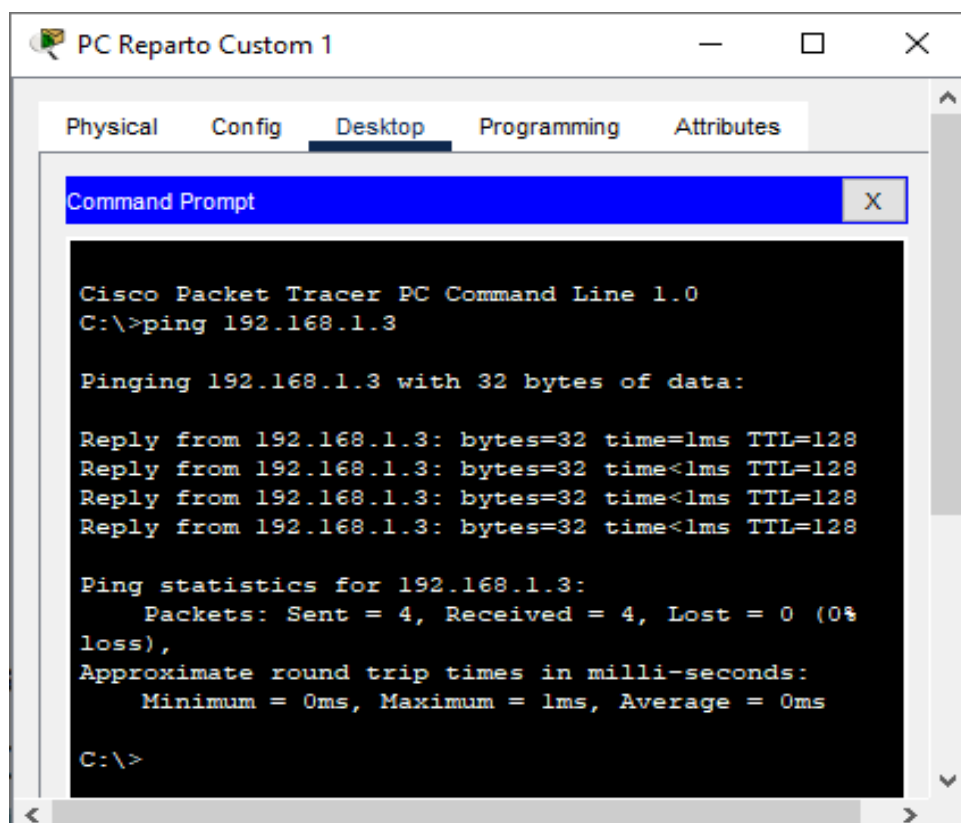 PC Reparto Custom 1
Physical Config Desktop Programming Attributes
Command Prompt X
Cisco Packet Tracer PC Command Line 1.0
C:\>ping 192.168.1.3
Pinging 192.168.1.3 with 32 bytes of data:
Reply from 192.168.1.3: bytes=32 time=1ms TTL=128
Reply from 192.168.1.3: bytes=32 time<1ms TTL=128
Reply from 192.168.1.3: bytes=32 time<1ms TTL=128
Reply from 192.168.1.3: bytes=32 time<1ms TTL=128
Ping statistics for 192.168.1.3:
Packets: Sent = 4, Received = 4, Lost = 0 (0%
loss),
Approximate round trip times in milli-seconds:
Minimum = 0ms, Maximum = 1ms, Average = 0ms
C:\>